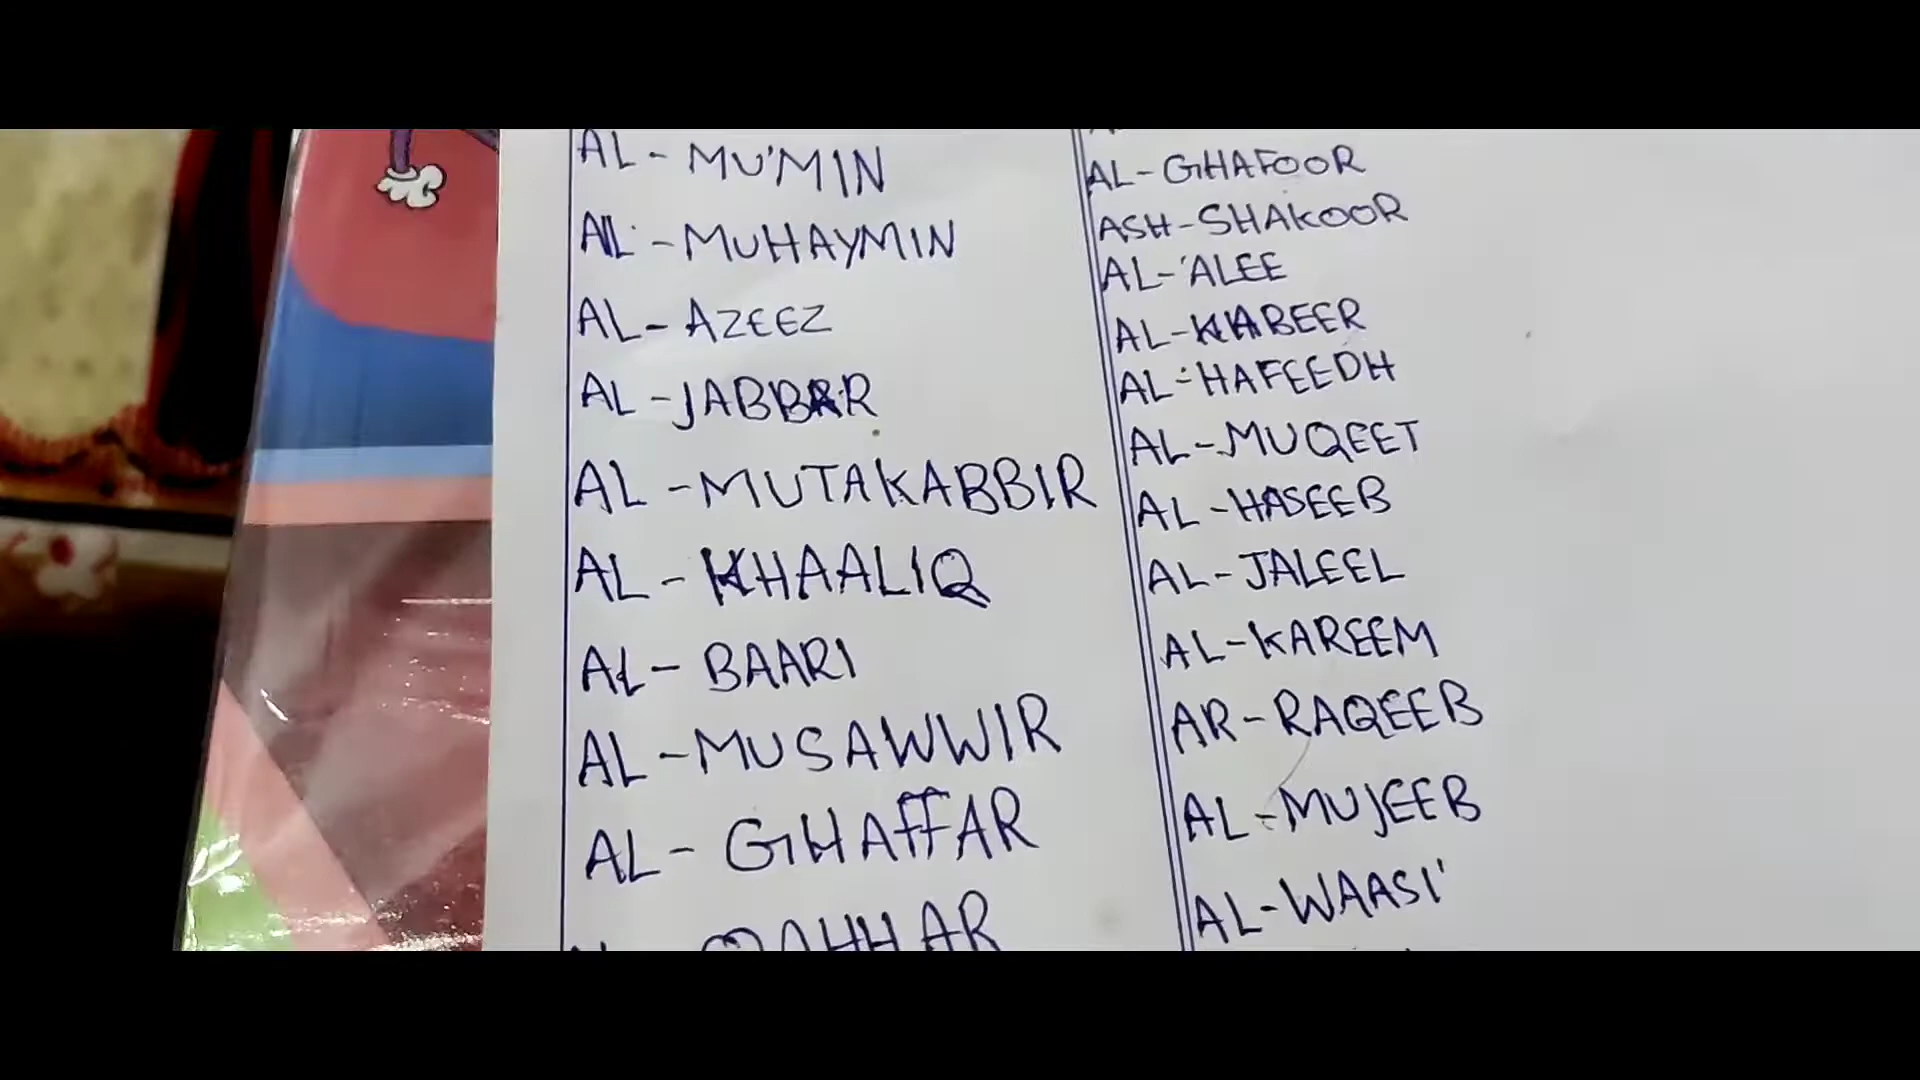 AL- MU'MIN
AL - MUHAYMIN
AL- AZEEZ
AL -JABBAR
AL -MUTAKABBIR
AL - KHAALIQ
AL- BAARI
AL -MUSAWWIR
AL- GHAFFAR
AL-GHAFOOR
ASH-SHAKOOR
AL-'ALEE
AL-KABEER
AL-HAFEEDH
AL-MUQEET
AL -HASEEB
AL-JALEEL
AL-KAREEM
AR-RAQEEB
AL-MUJEEB
AL-WAASI'